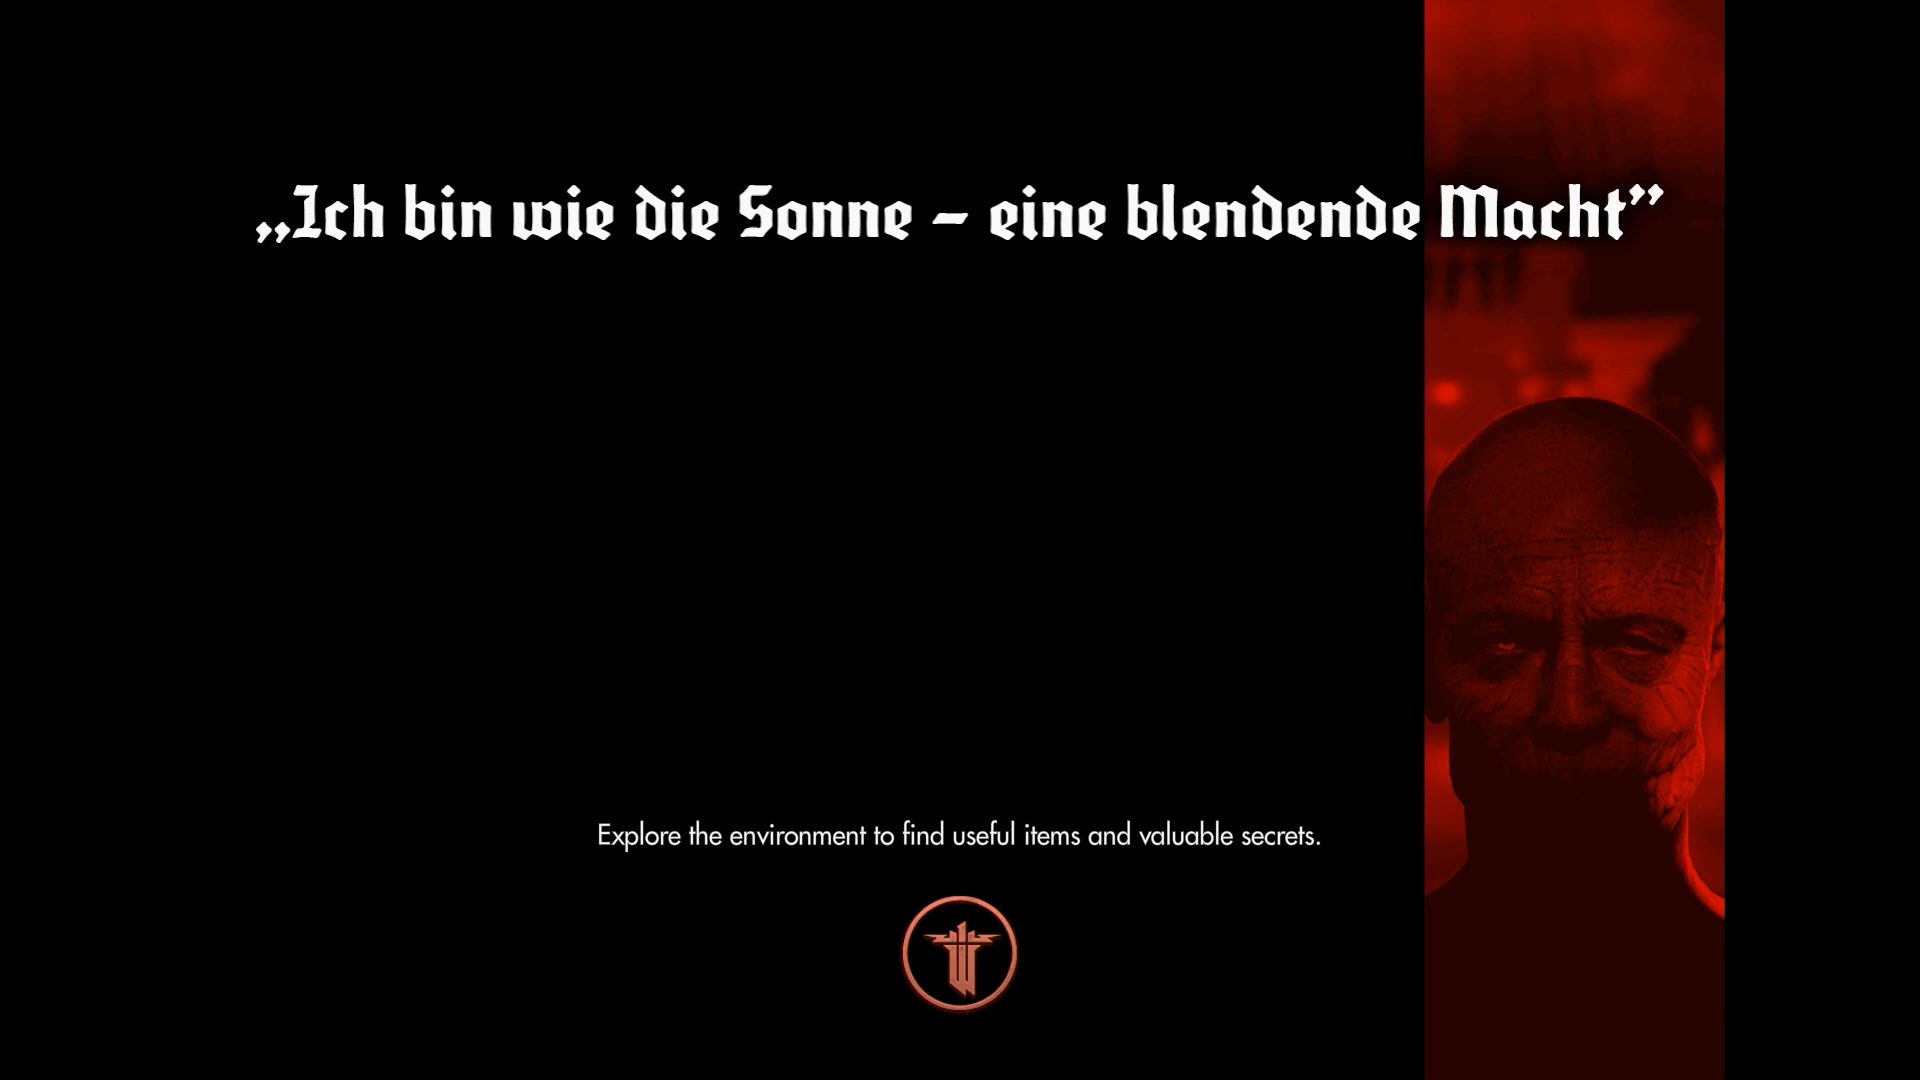 „Ich bin wie die Sonne – eine blendende Macht”
Explore the environment to find useful items and valuable secrets.